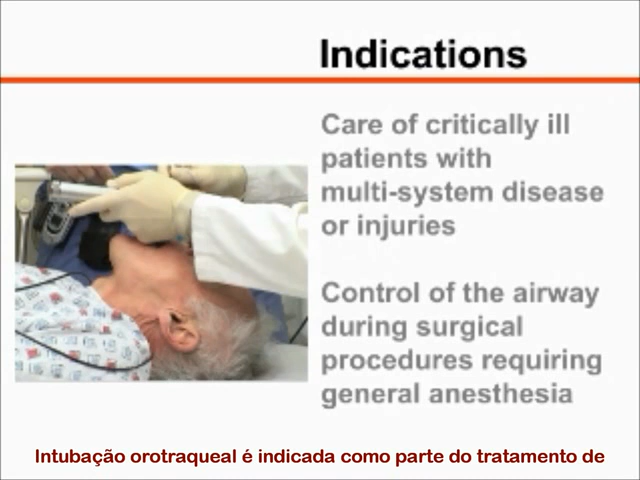 Indications
Care of critically ill
patients with
multi-system disease
or injuries
Control of the airway
during surgical
procedures requiring
general anesthesia
Intubação orotraqueal é indicada como parte do tratamento de